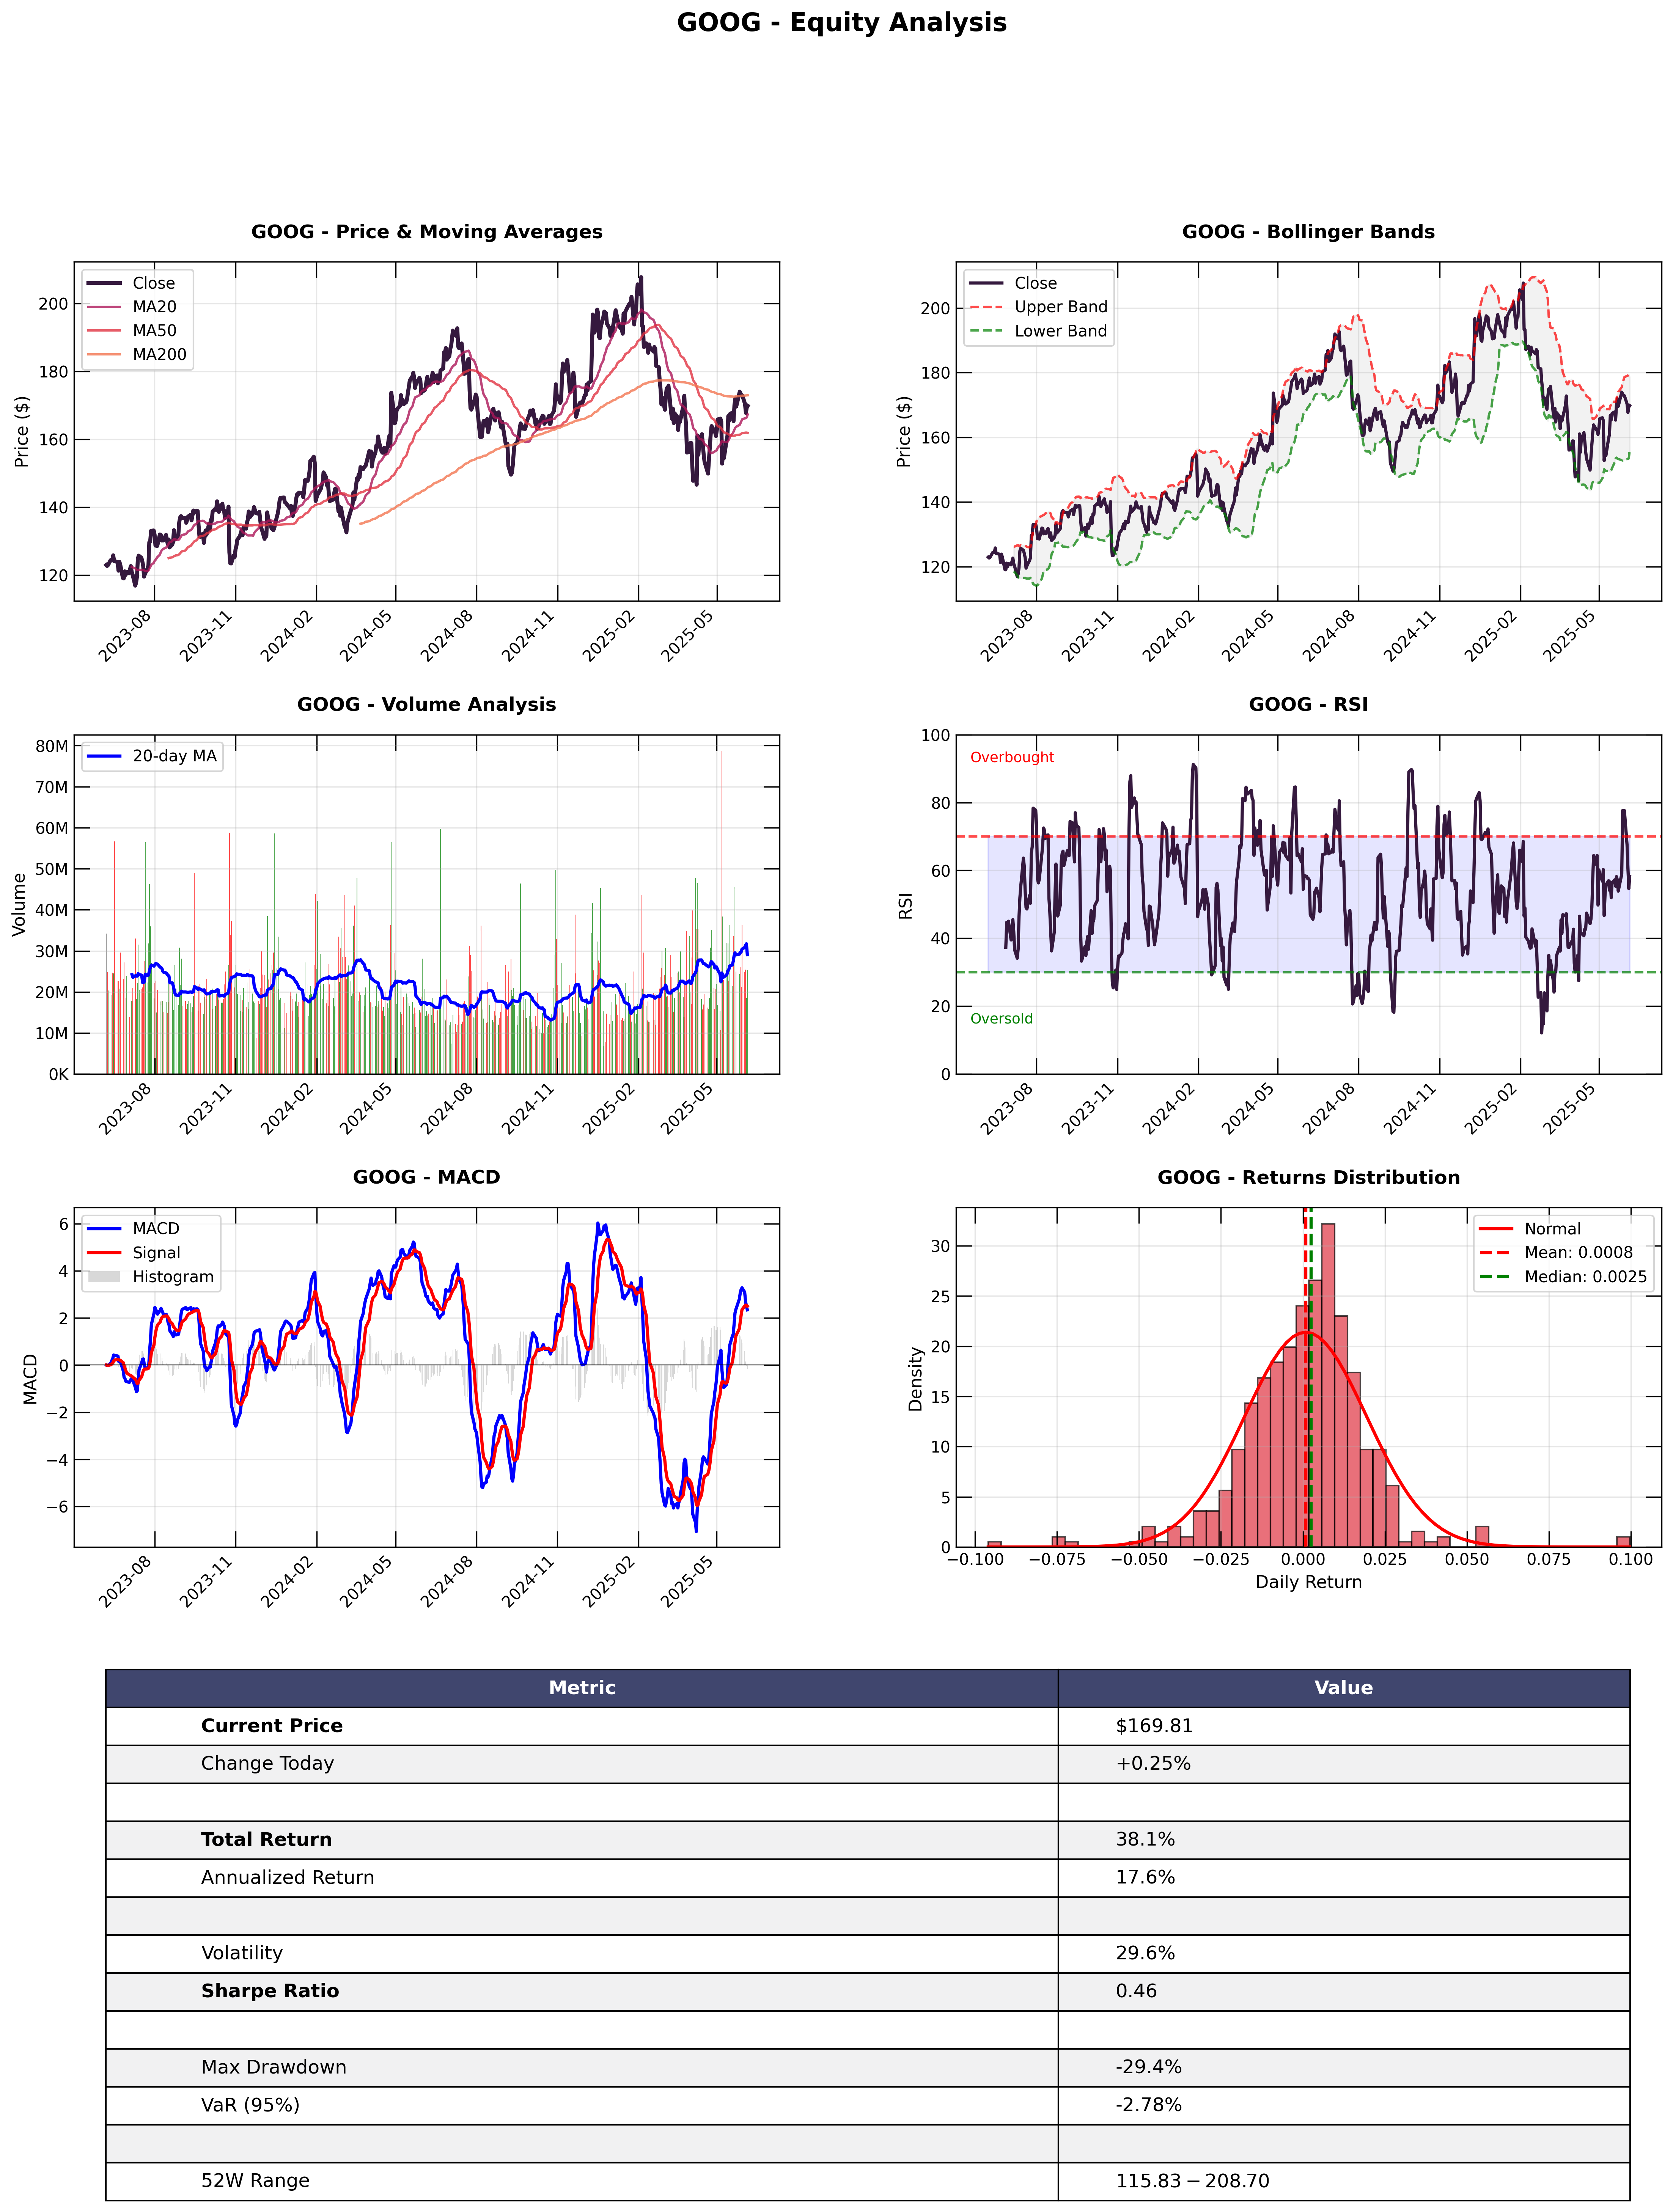 GOOG - Equity Analysis
GOOG - Price & Moving Averages
Close
MA20
MA50
MA200
Price ($)
200
180
160
140
120
2023-08
2023-11
2024-02
2024-05
2024-08
2024-11
2025-02
2025-05
GOOG - Bollinger Bands
Close
Upper Band
Lower Band
Price ($)
200
180
160
140
120
2023-08
2023-11
2024-02
2024-05
2024-08
2024-11
2025-02
2025-05
GOOG - Volume Analysis
20-day MA
Volume
80M
70M
60M
50M
40M
30M
20M
10M
0K
2023-08
2023-11
2024-02
2024-05
2024-08
2024-11
2025-02
2025-05
GOOG - RSI
Overbought
Oversold
RSI
100
80
60
40
20
0
2023-08
2023-11
2024-02
2024-05
2024-08
2024-11
2025-02
2025-05
GOOG - MACD
MACD
Signal
Histogram
MACD
6
4
2
0
−2
−4
−6
2023-08
2023-11
2024-02
2024-05
2024-08
2024-11
2025-02
2025-05
GOOG - Returns Distribution
Normal
Mean: 0.0008
Median: 0.0025
Density
30
25
20
15
10
5
0
−0.100 −0.075 −0.050 −0.025 0.000 0.025 0.050 0.075 0.100
Daily Return
Metric Value
Current Price $169.81
Change Today +0.25%
Total Return 38.1%
Annualized Return 17.6%
Volatility 29.6%
Sharpe Ratio 0.46
Max Drawdown -29.4%
VaR (95%) -2.78%
52W Range 115.83 − 208.70